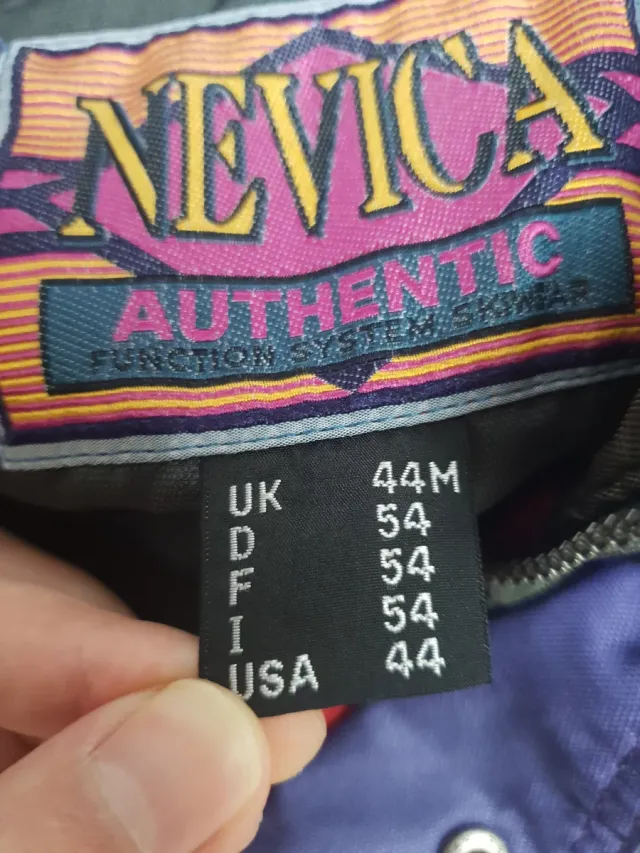 NEVICA
AUTHENTIC
FUNCTION SYSTEM SKIWEAR
UK 44M
D 54
F 54
I 54
USA 44